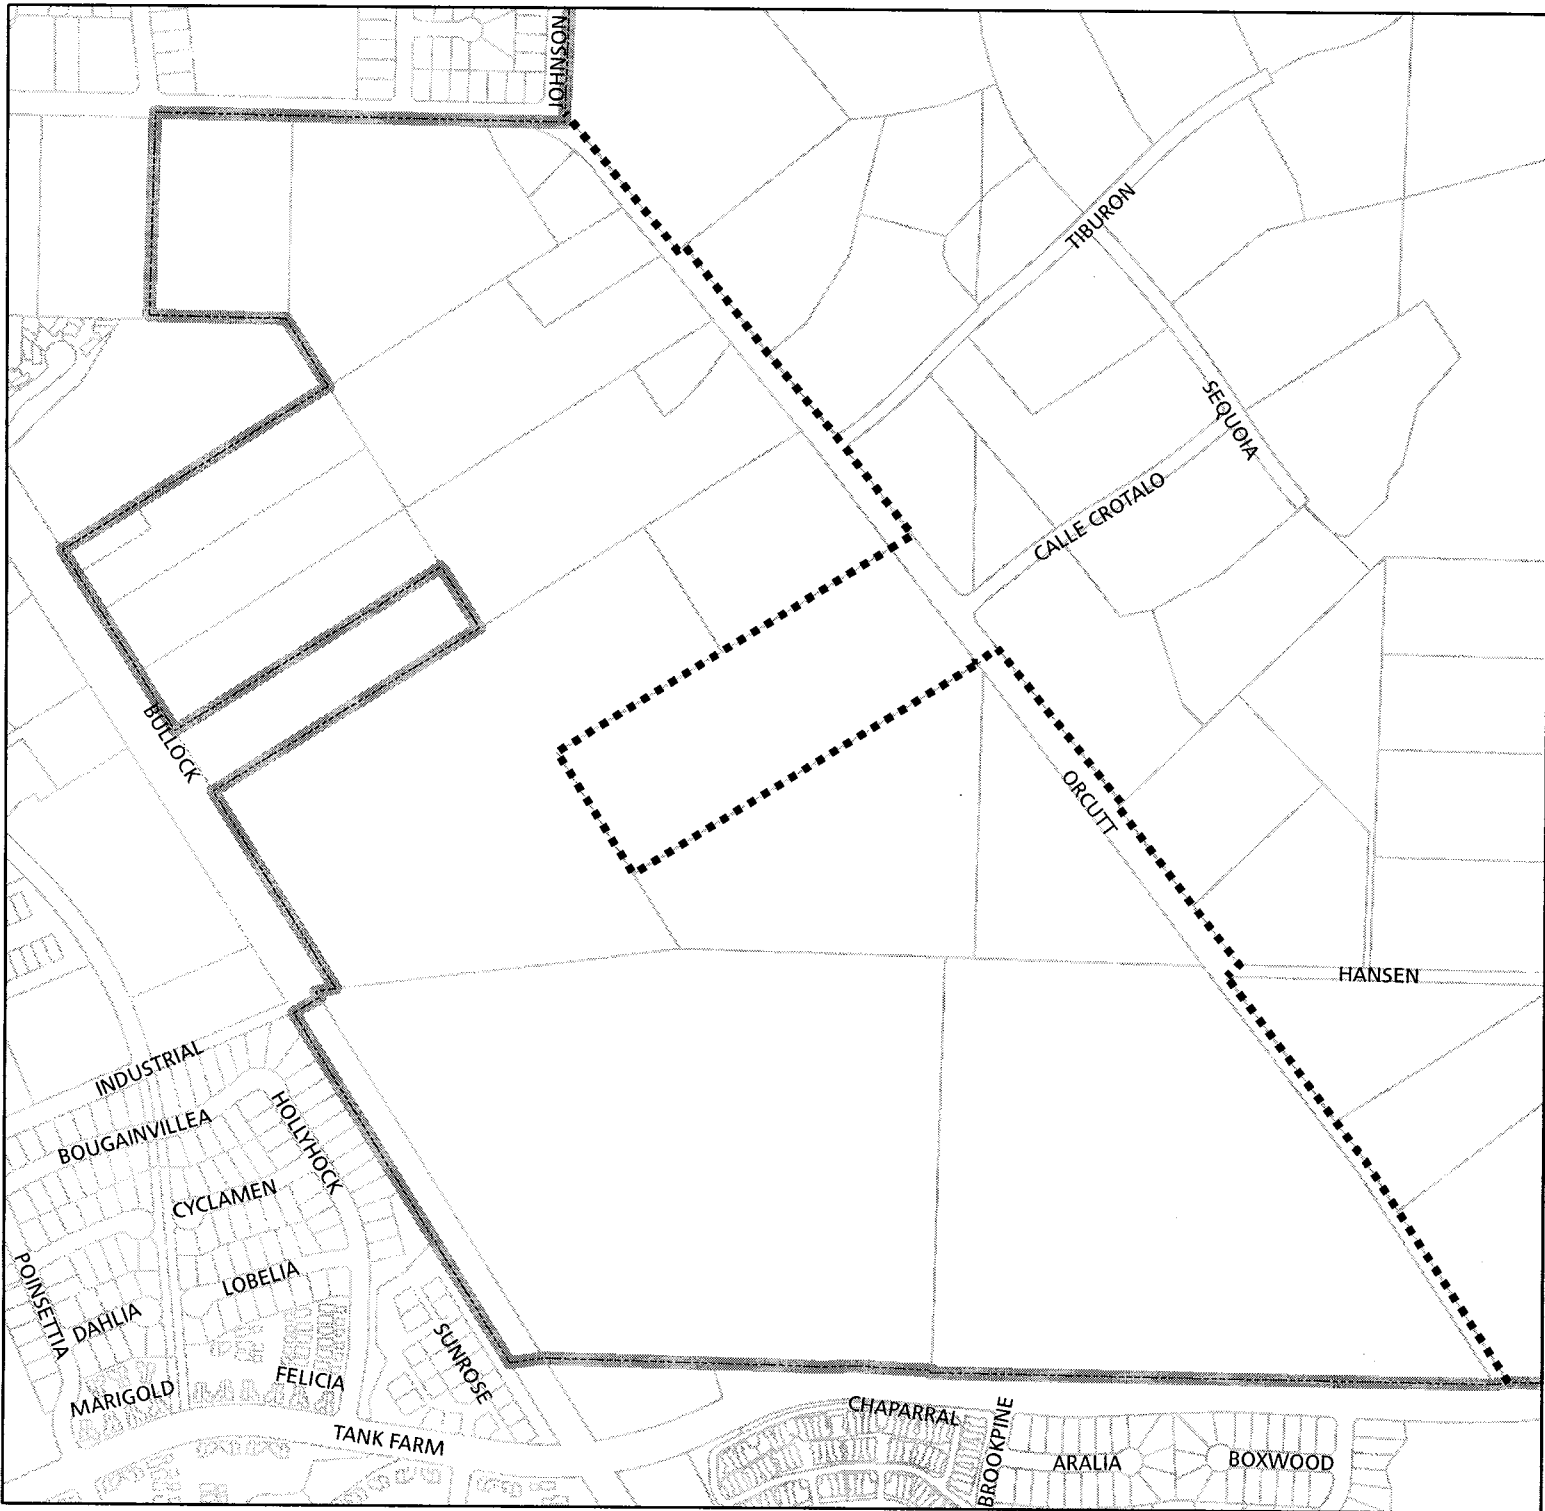 JOHNSON
TIBURON
SEQUOIA
CALLE CROTALO
BULLOCK
ORCUTT
HANSEN
INDUSTRIAL
BOUGAINVILLEA
HOLLYHOCK
CYCLAMEN
POINSETTIA
LOBELIA
DAHLIA
SUNROSE
FELICIA
MARIGOLD
TANK FARM
CHAPARRAL
BROOKPINE
ARALIA
BOXWOOD